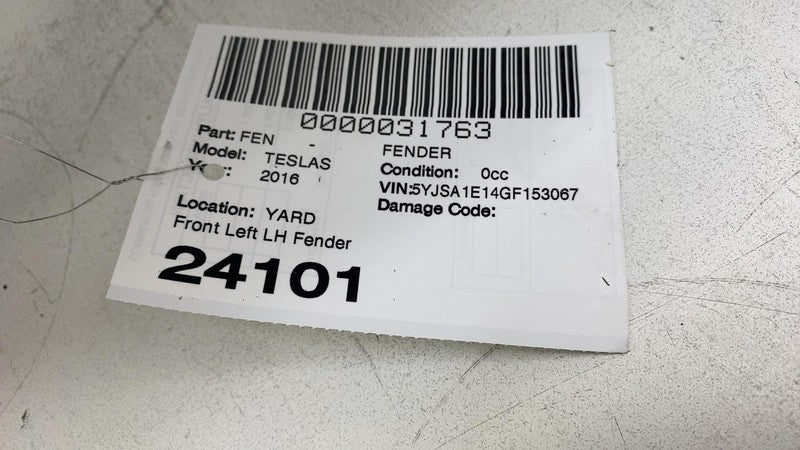 0000031763
Part: FEN - FENDER
Model: TESLAS Condition: 0cc
2016 VIN:5YJSA1E14GF153067
Location: YARD Damage Code:
Front Left LH Fender
24101